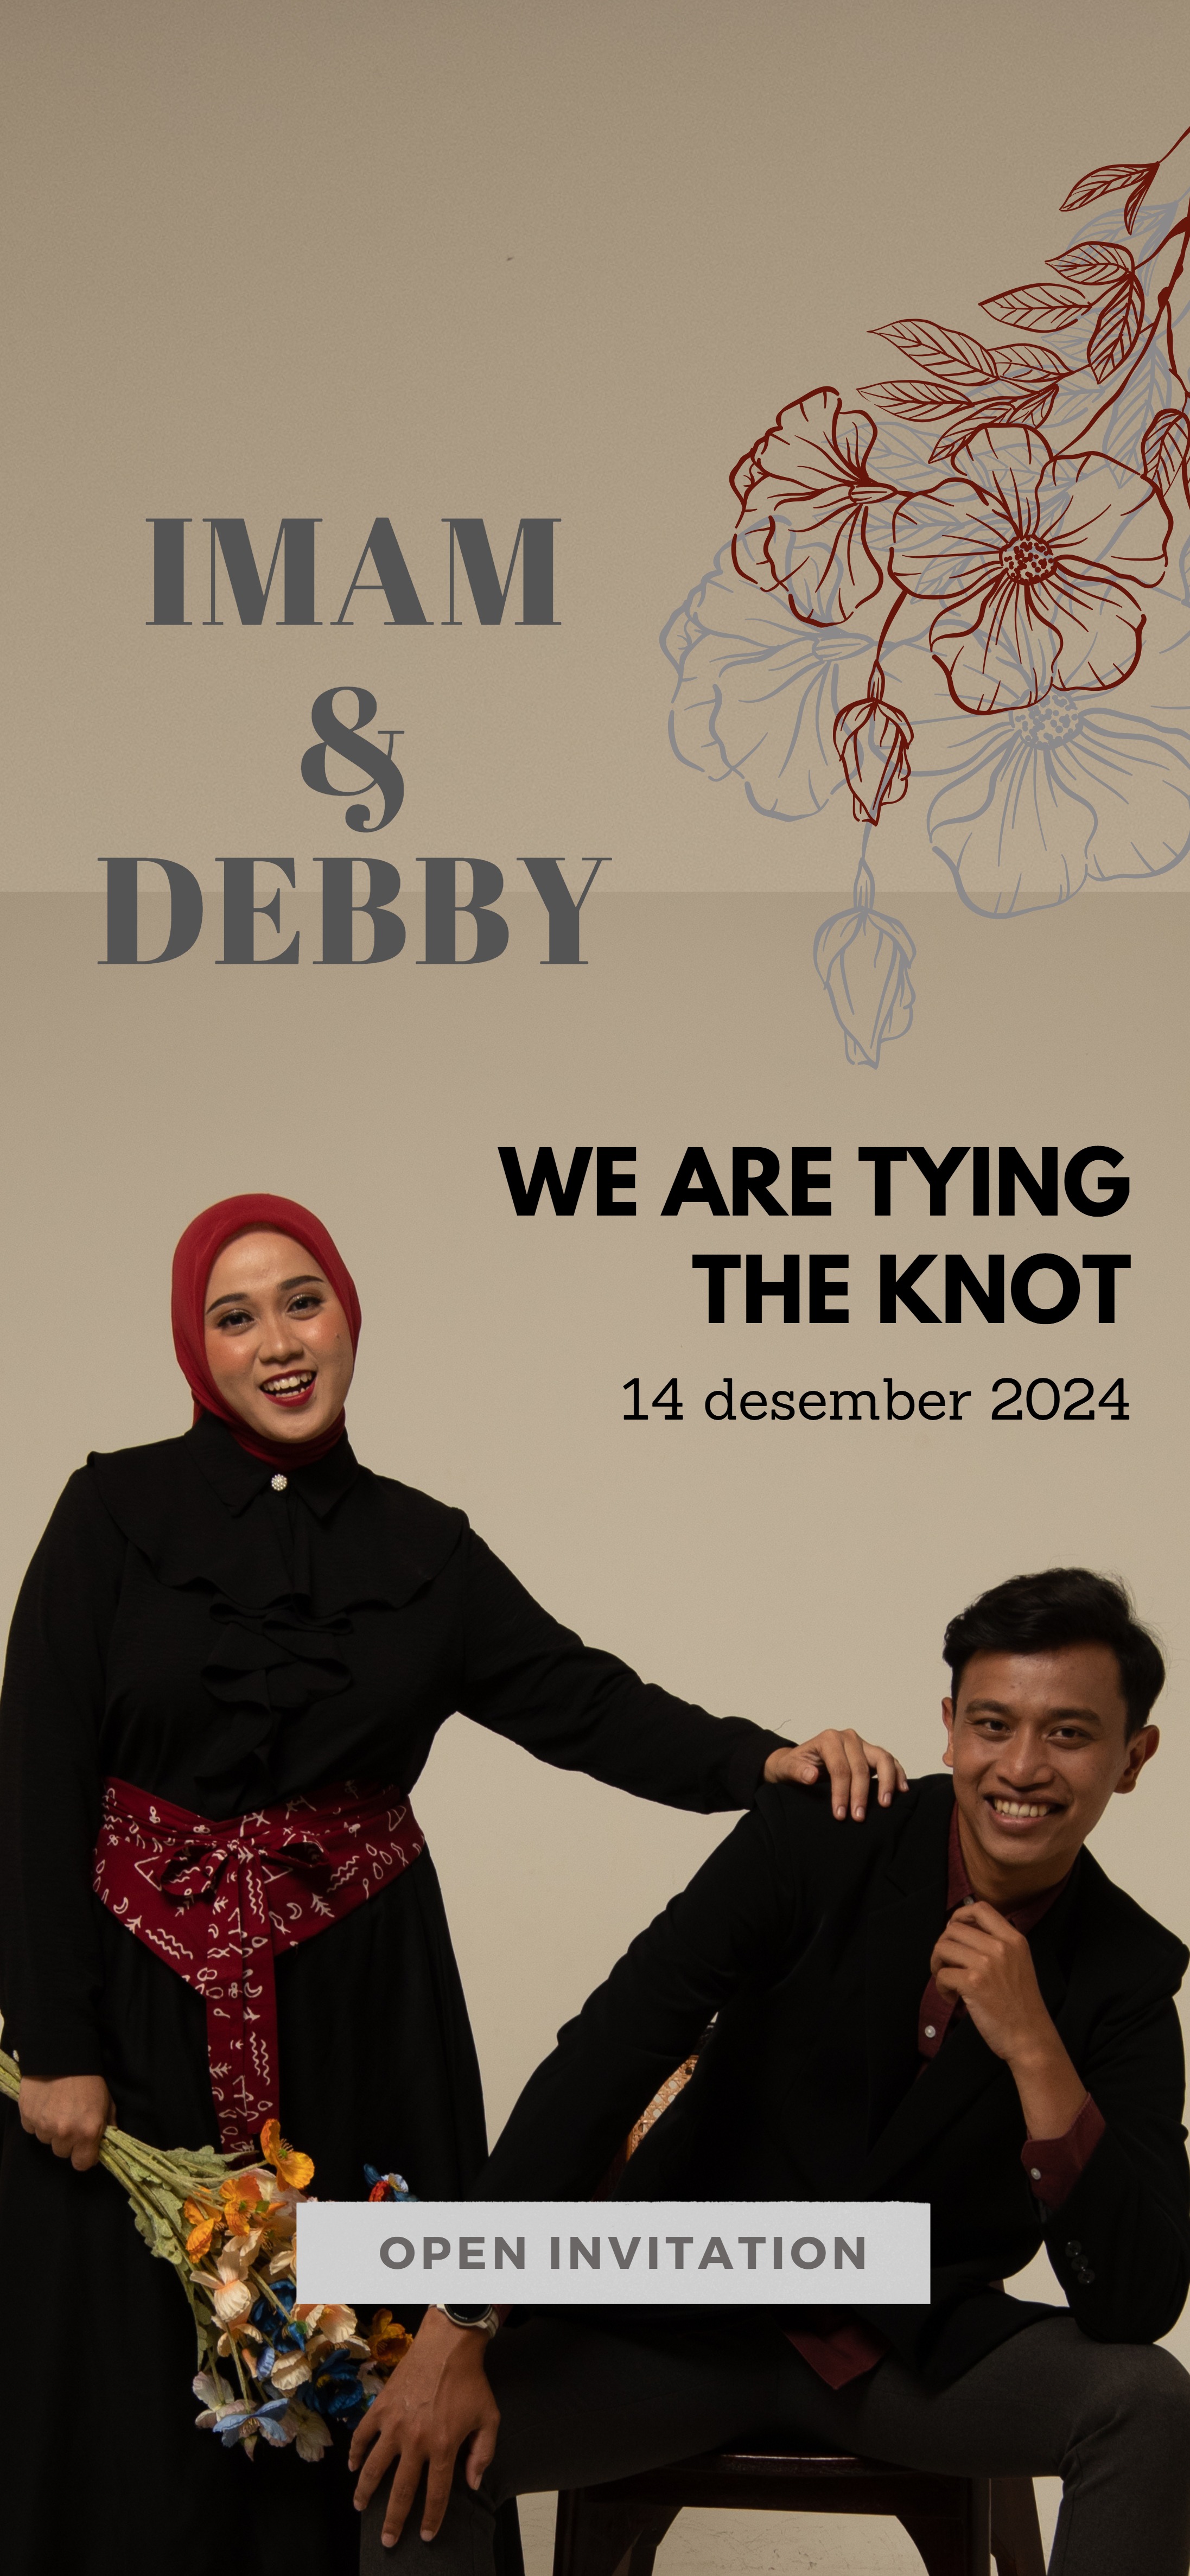 IMAM
&
DEBBY
WE ARE TYING
THE KNOT
14 desember 2024
OPEN INVITATION